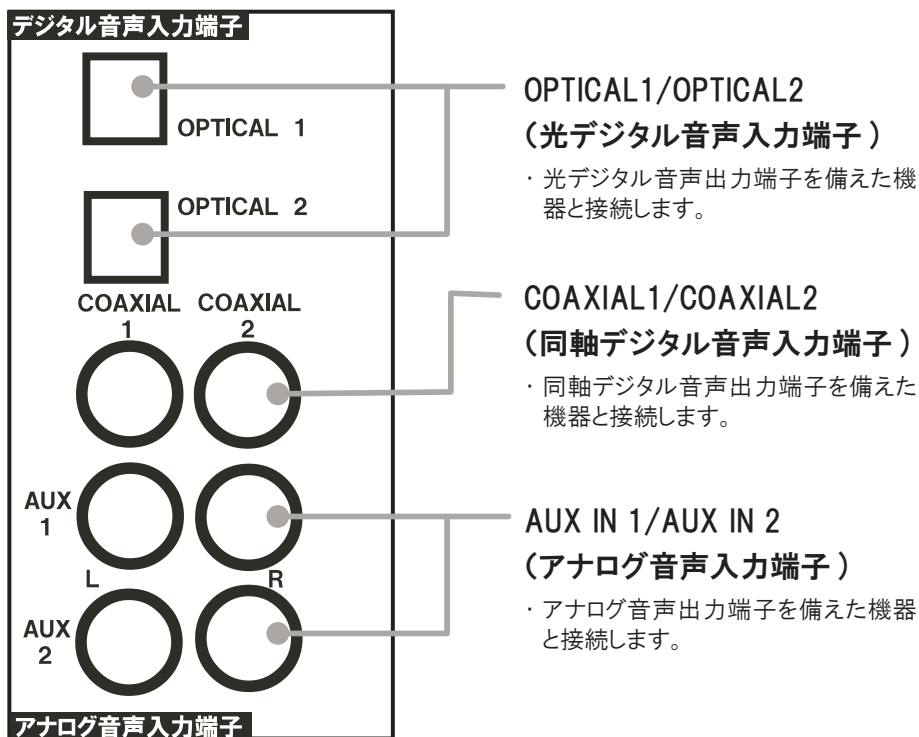 デジタル音声入力端子
OPTICAL 1
OPTICAL 2
COAXIAL 1
COAXIAL 2
AUX 1
L
R
AUX 2
アナログ音声入力端子
OPTICAL1/OPTICAL2
（光デジタル音声入力端子）
・光デジタル音声出力端子を備えた機
器と接続します。
COAXIAL1/COAXIAL2
（同軸デジタル音声入力端子）
・同軸デジタル音声出力端子を備えた
機器と接続します。
AUX IN 1/AUX IN 2
（アナログ音声入力端子）
・アナログ音声出力端子を備えた機器
と接続します。